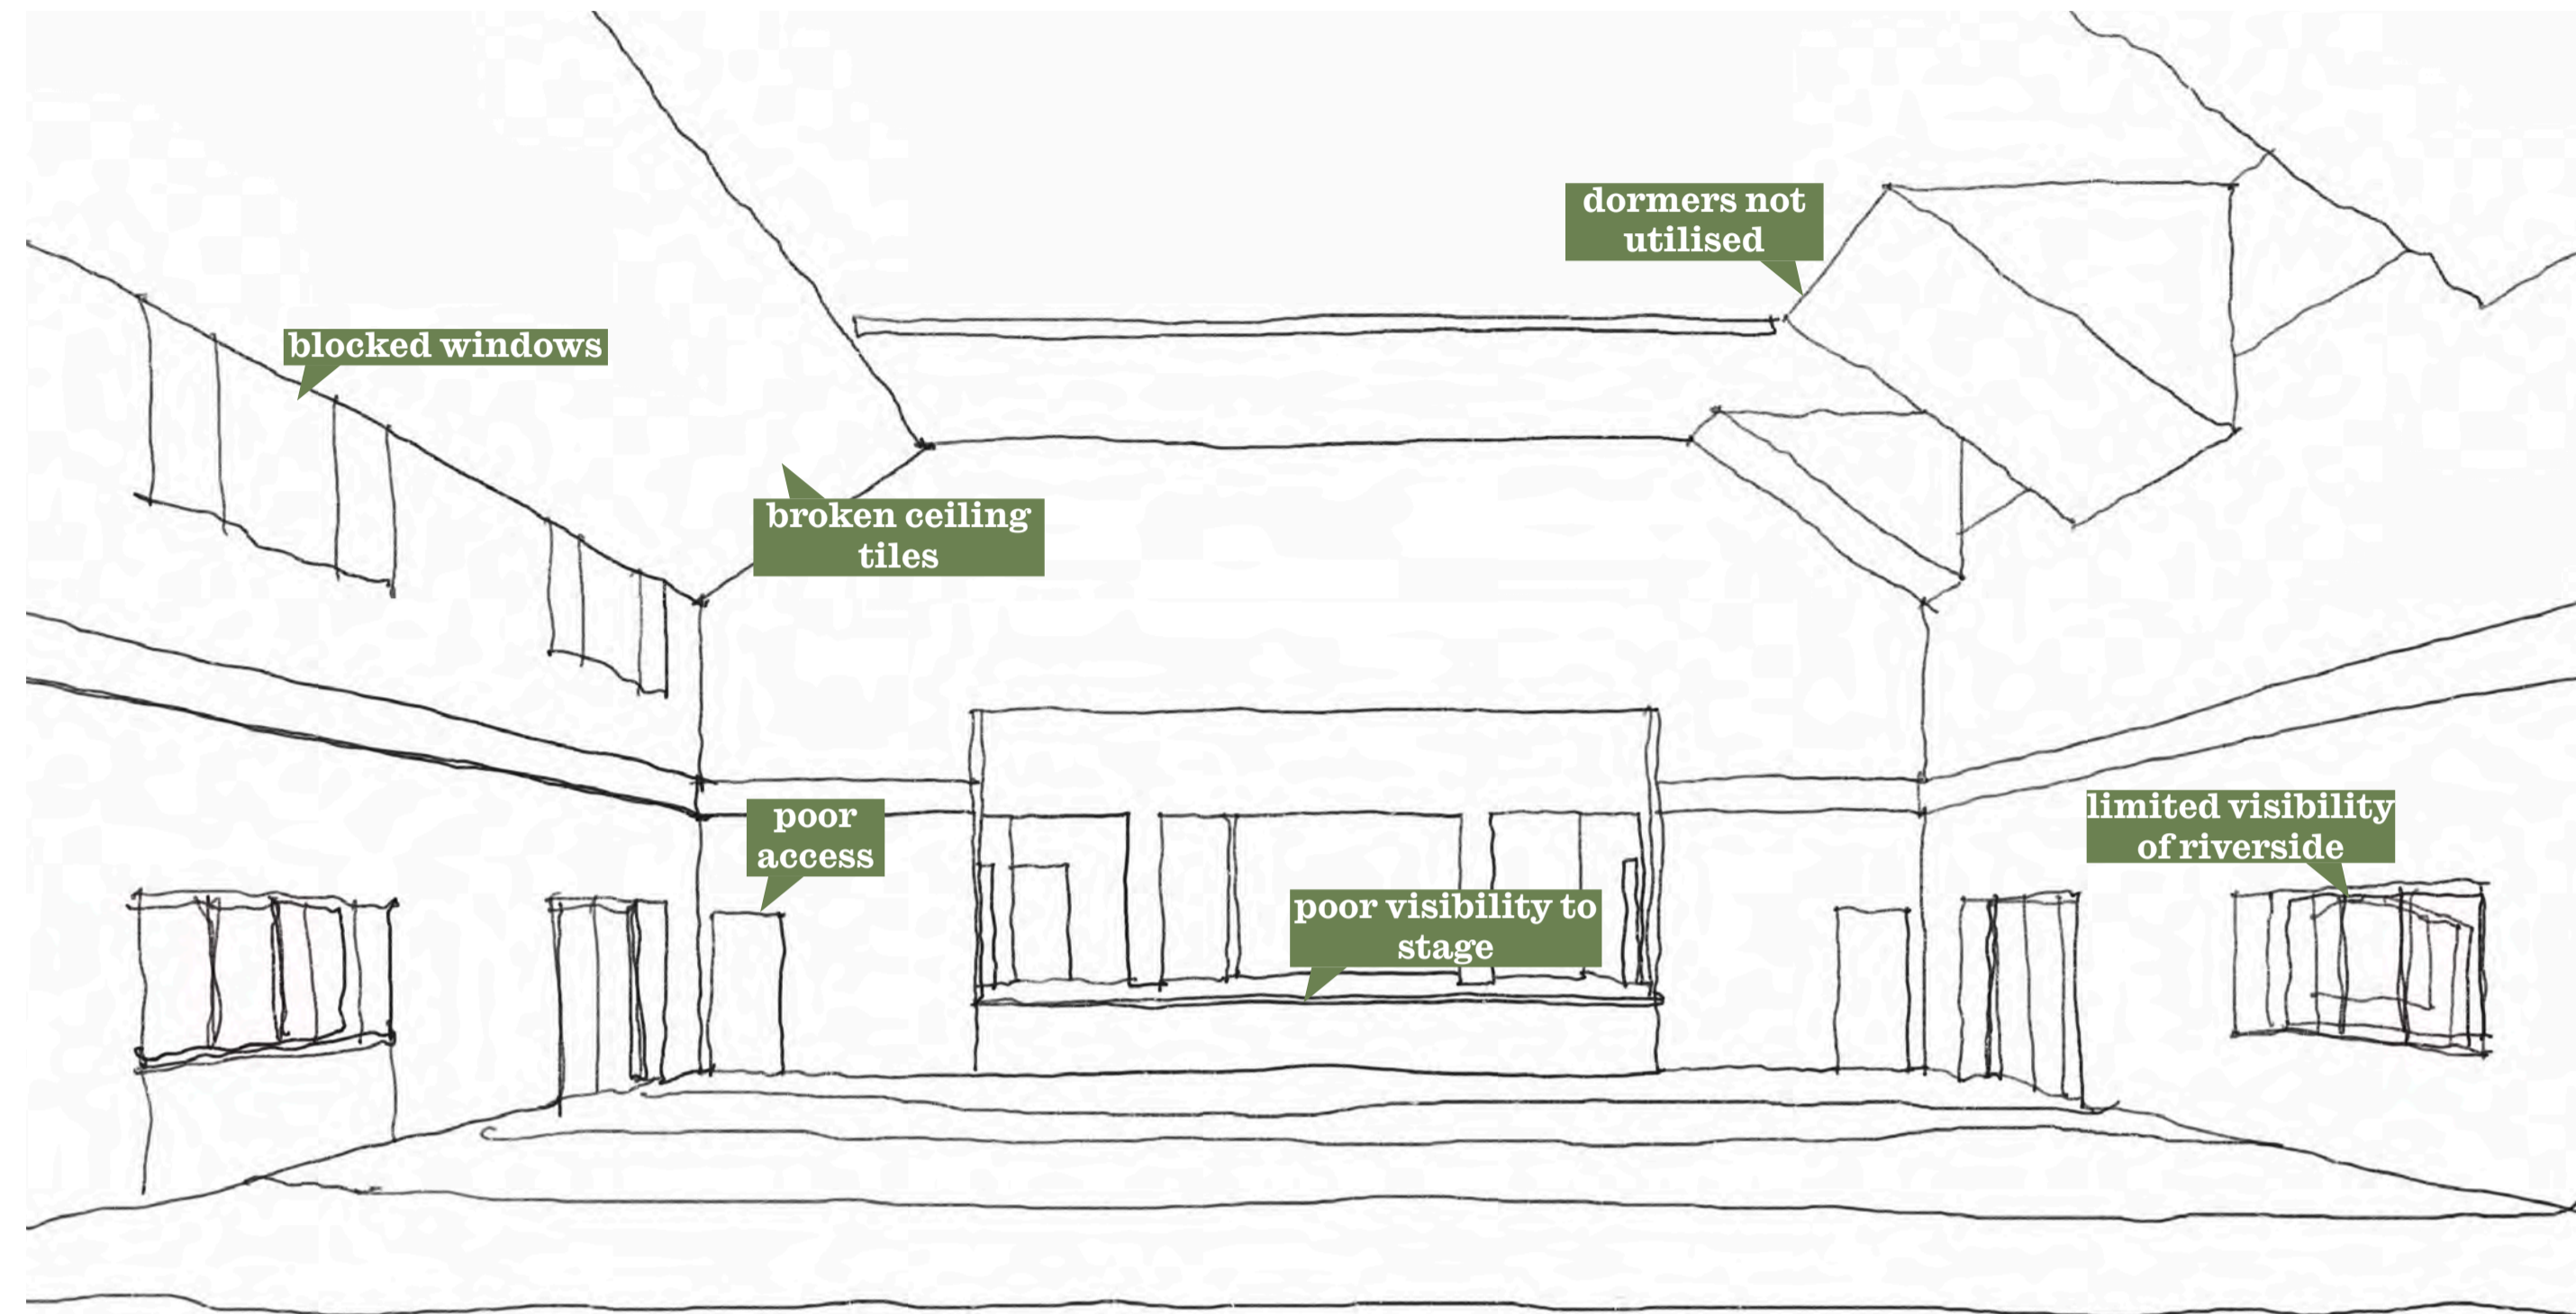 dormers not
utilised
blocked windows
broken ceiling
tiles
poor
access
limited visibility
of riverside
poor visibility to
stage